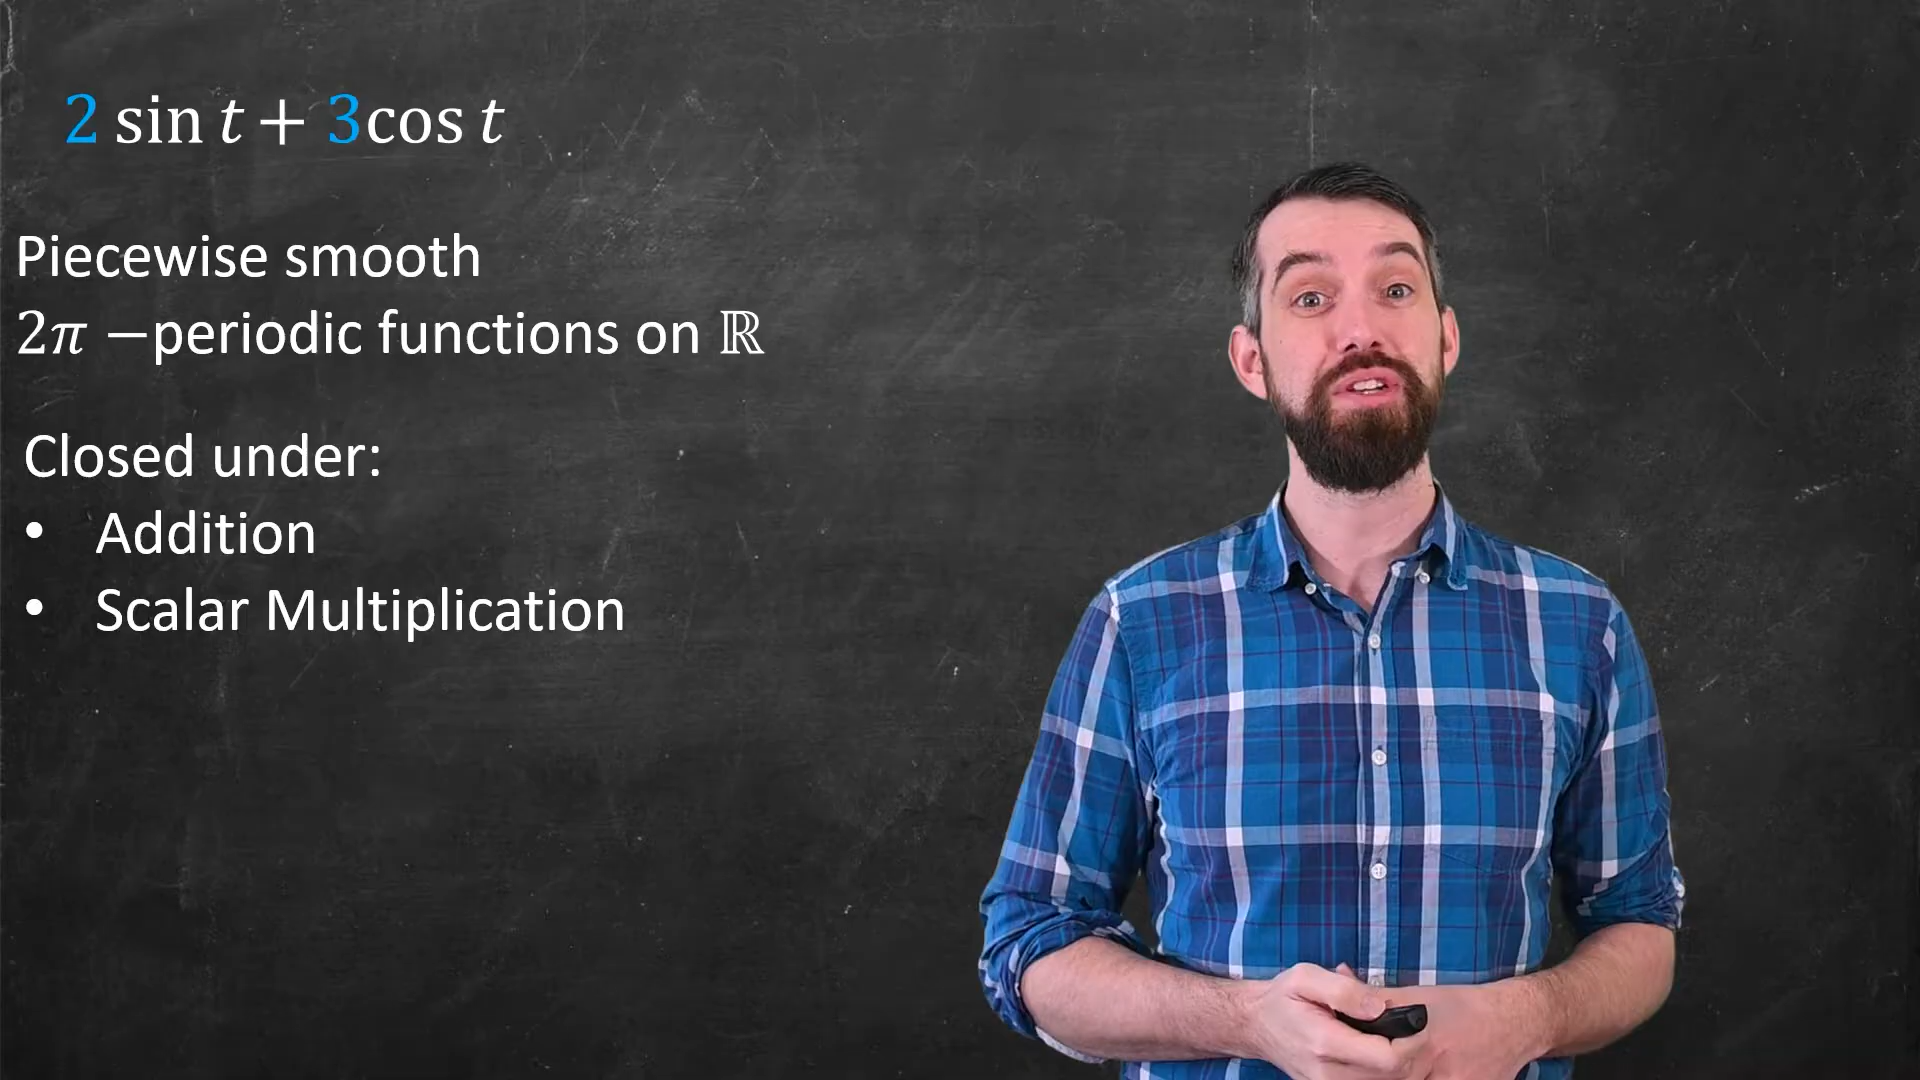 2 sin t + 3cos t
Piecewise smooth
2π −periodic functions on ℝ
Closed under:
• Addition
• Scalar Multiplication